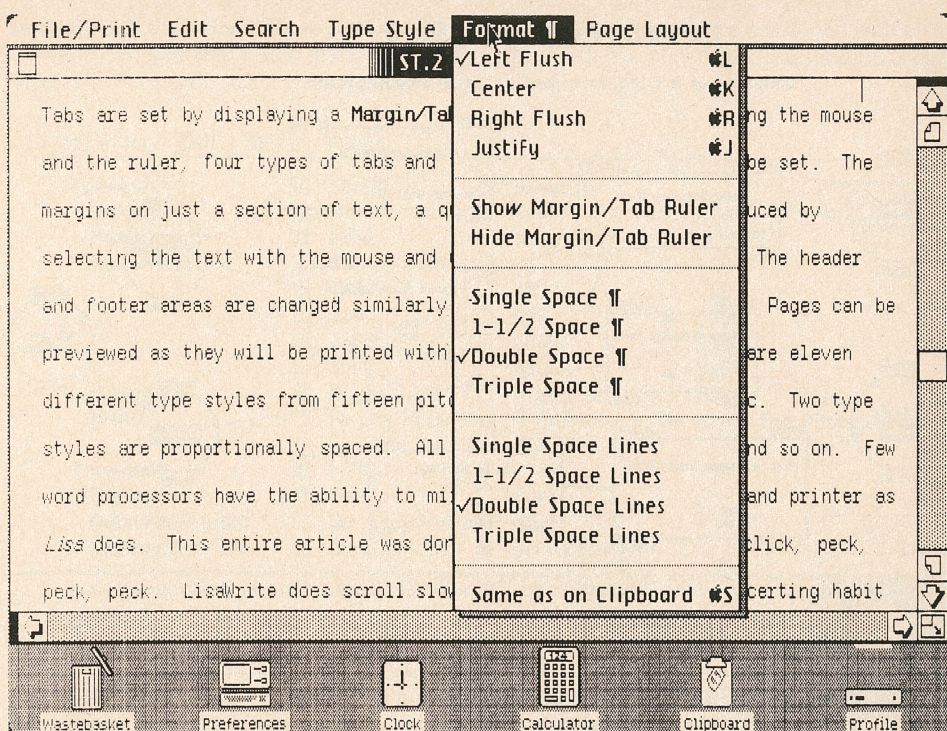 File/Print Edit Search Type Style Format ¶ Page Layout
ST.2
✓Left Flush L
Center K
Right Flush R
Justify J
Show Margin/Tab Ruler
Hide Margin/Tab Ruler
Single Space ¶
1-1/2 Space ¶
✓Double Space ¶
Triple Space ¶
Single Space Lines
1-1/2 Space Lines
✓Double Space Lines
Triple Space Lines
Same as on Clipboard S
Tabs are set by displaying a Margin/Ta ng the mouse
and the ruler, four types of tabs and be set. The
margins on just a section of text, a q uced by
selecting the text with the mouse and The header
and footer areas are changed similarly Pages can be
previewed as they will be printed with are eleven
different type styles from fifteen pit c. Two type
styles are proportionally spaced. All nd so on. Few
word processors have the ability to mi and printer as
Lisa does. This entire article was don click, peck,
peck, peck. LisaWrite does scroll slow certing habit
Wastebasket Preferences Clock Calculator Clipboard Profile